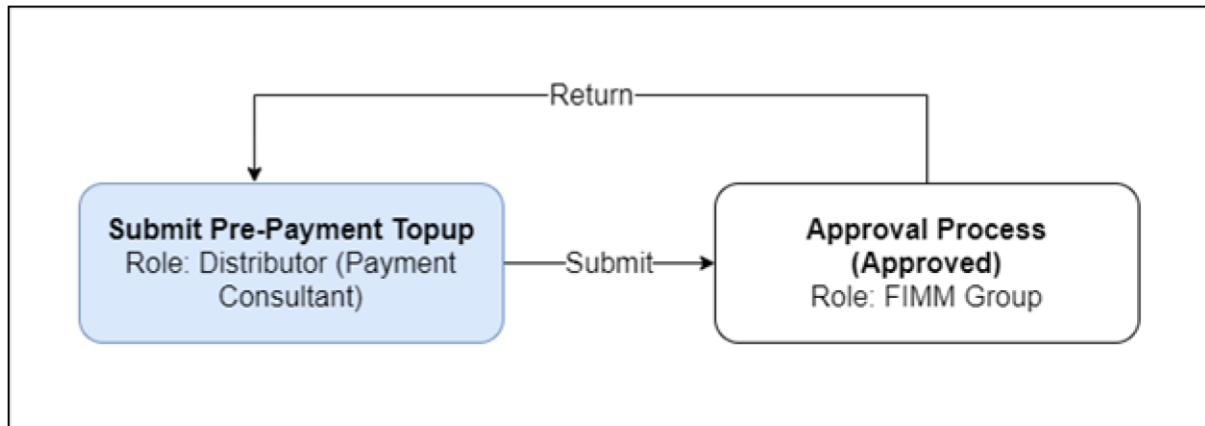 Return
Submit Pre-Payment Topup
Role: Distributor (Payment
Consultant)
Submit
Approval Process
(Approved)
Role: FIMM Group